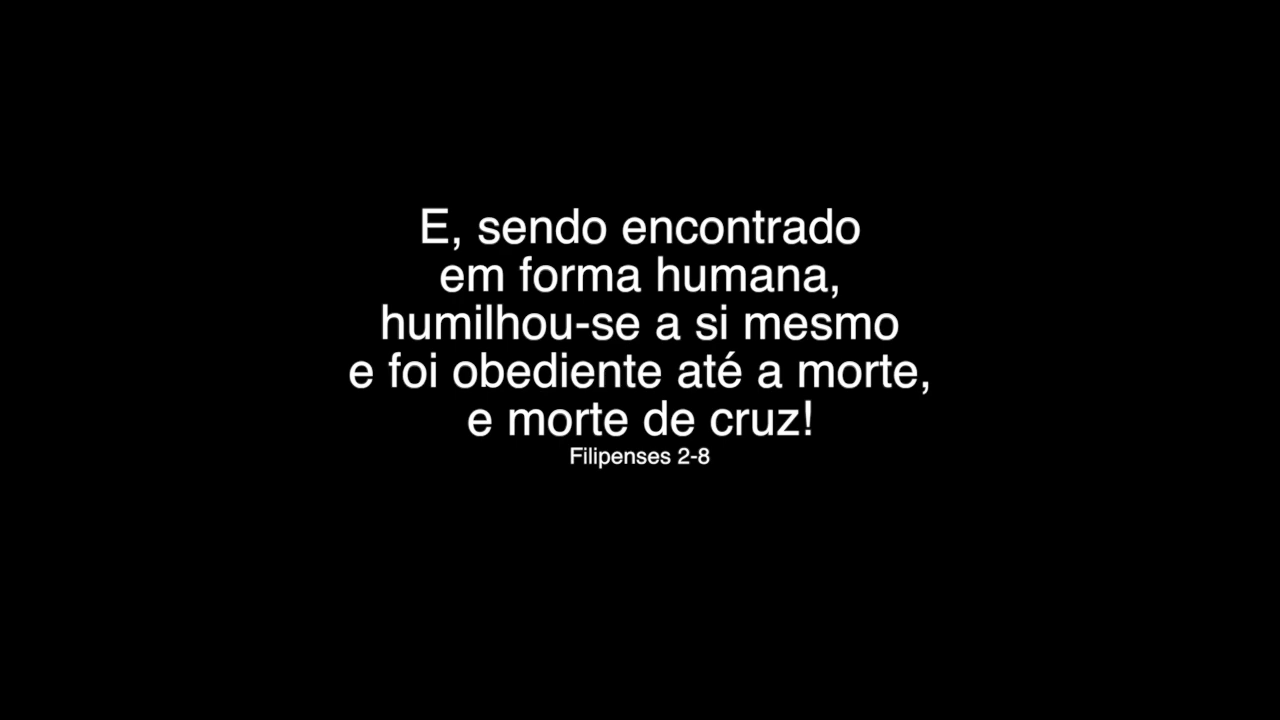 E, sendo encontrado
em forma humana,
humilhou-se a si mesmo
e foi obediente até a morte,
e morte de cruz!
Filipenses 2-8